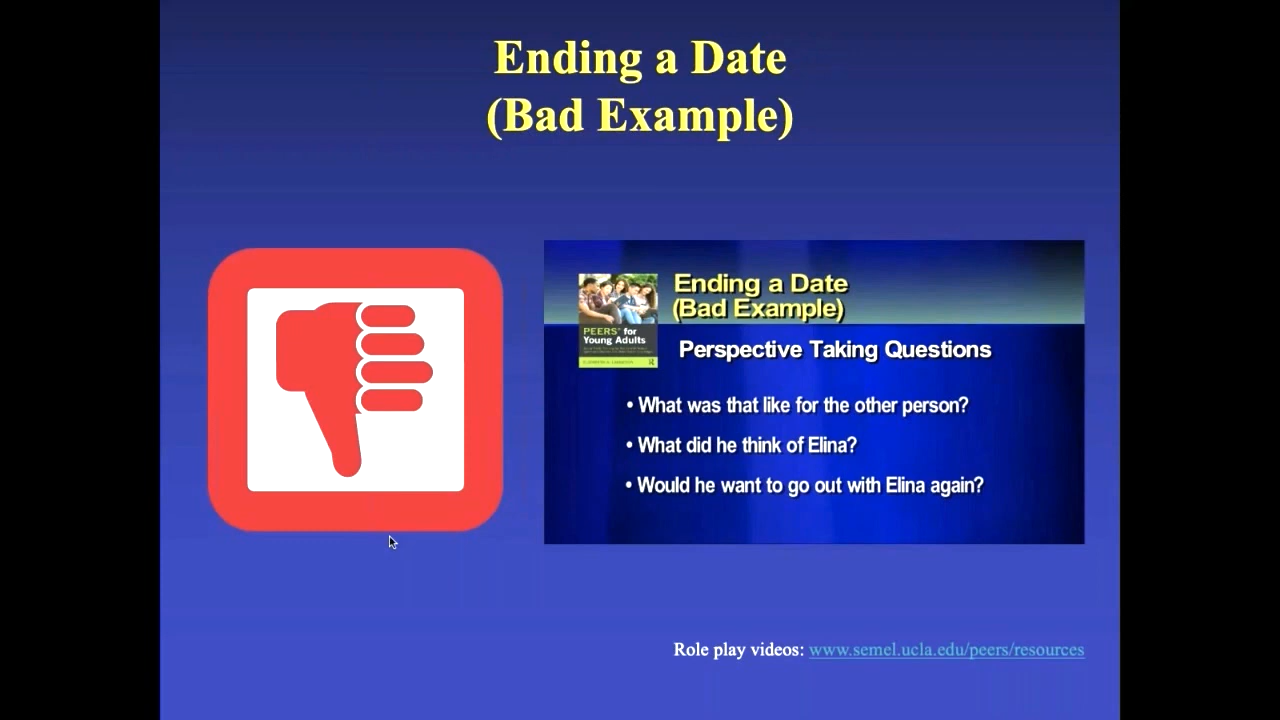 Ending a Date
(Bad Example)
Ending a Date
(Bad Example)
PEERS® for
Young Adults
Perspective Taking Questions
• What was that like for the other person?
• What did he think of Elina?
• Would he want to go out with Elina again?
Role play videos: www.semel.ucla.edu/peers/resources